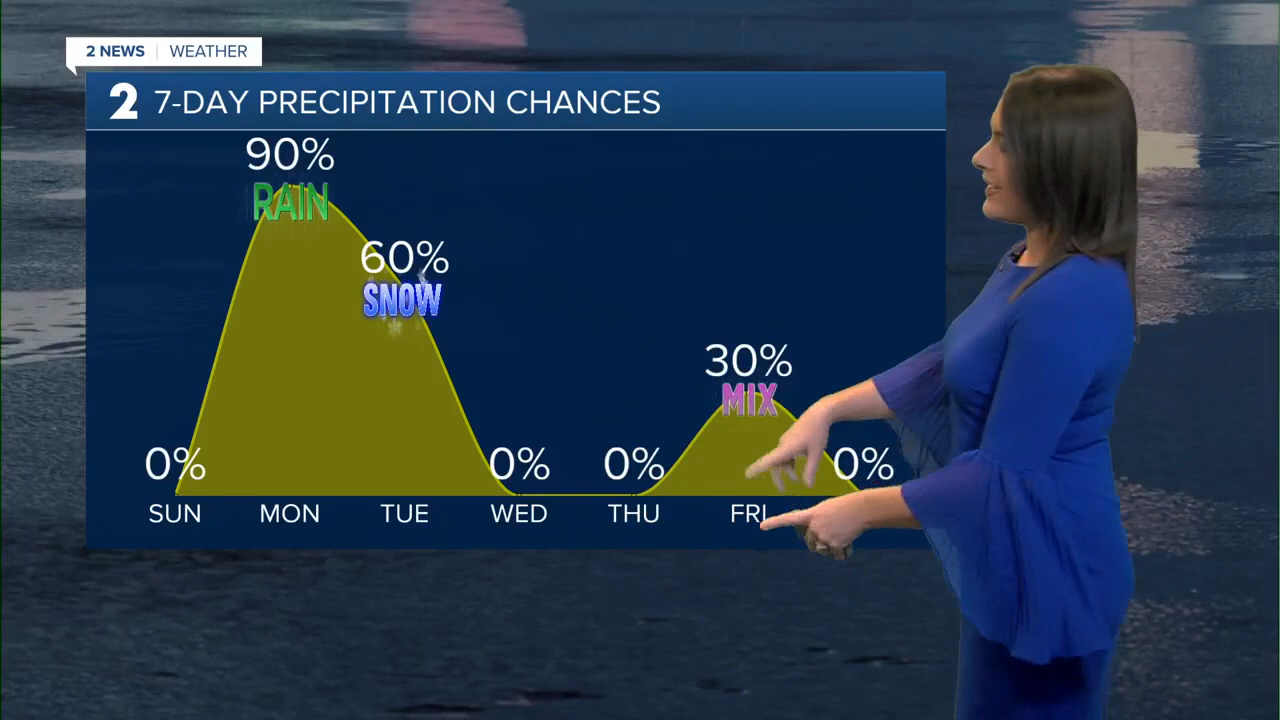 2 NEWS | WEATHER
2 7-DAY PRECIPITATION CHANCES
90%
RAIN
60%
SNOW
30%
MIX
0% 0% 0% 0%
SUN MON TUE WED THU FRI